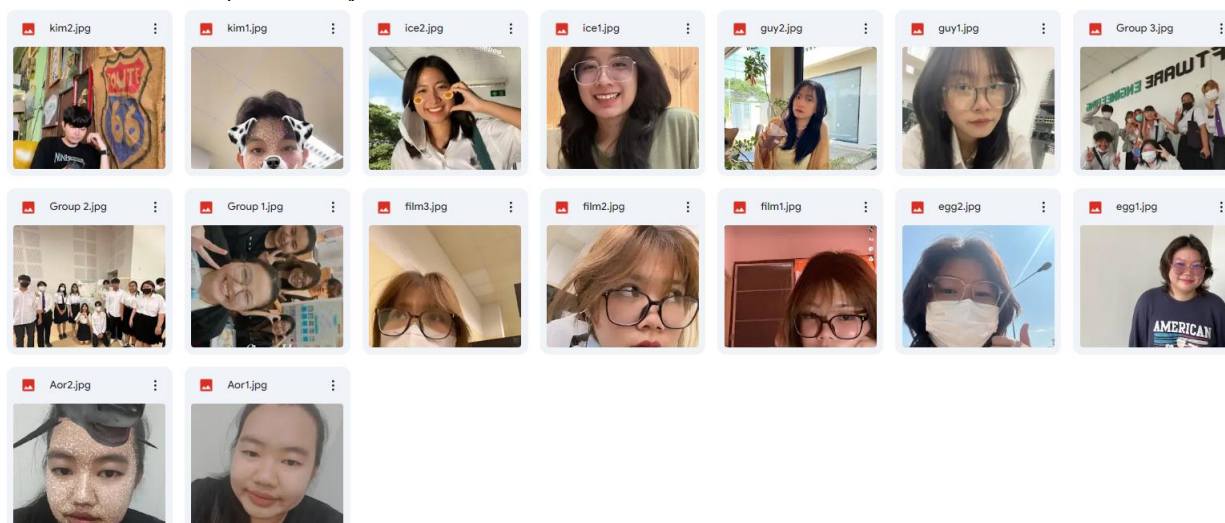 kim2.jpg
kim1.jpg
ice2.jpg
ice1.jpg
guy2.jpg
guy1.jpg
Group 3.jpg
ROUTE
66
FTWARE ENGINEERING
Group 2.jpg
Group 1.jpg
film3.jpg
film2.jpg
film1.jpg
egg2.jpg
egg1.jpg
AMERICAN
Aor2.jpg
Aor1.jpg